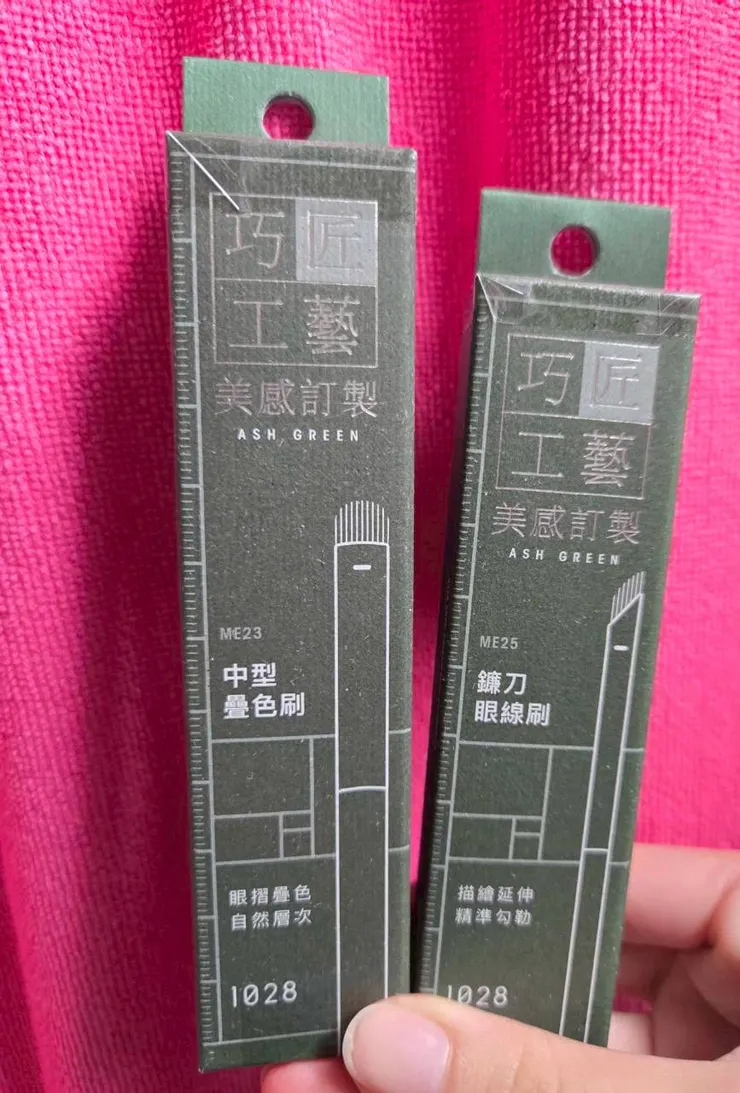 巧匠
工藝
美感訂製
ASH GREEN
ME23
中型
疊色刷
眼摺疊色
自然層次
1028
巧匠
工藝
美感訂製
ASH GREEN
ME25
鐮刀
眼線刷
描繪延伸
精準勾勒
1028